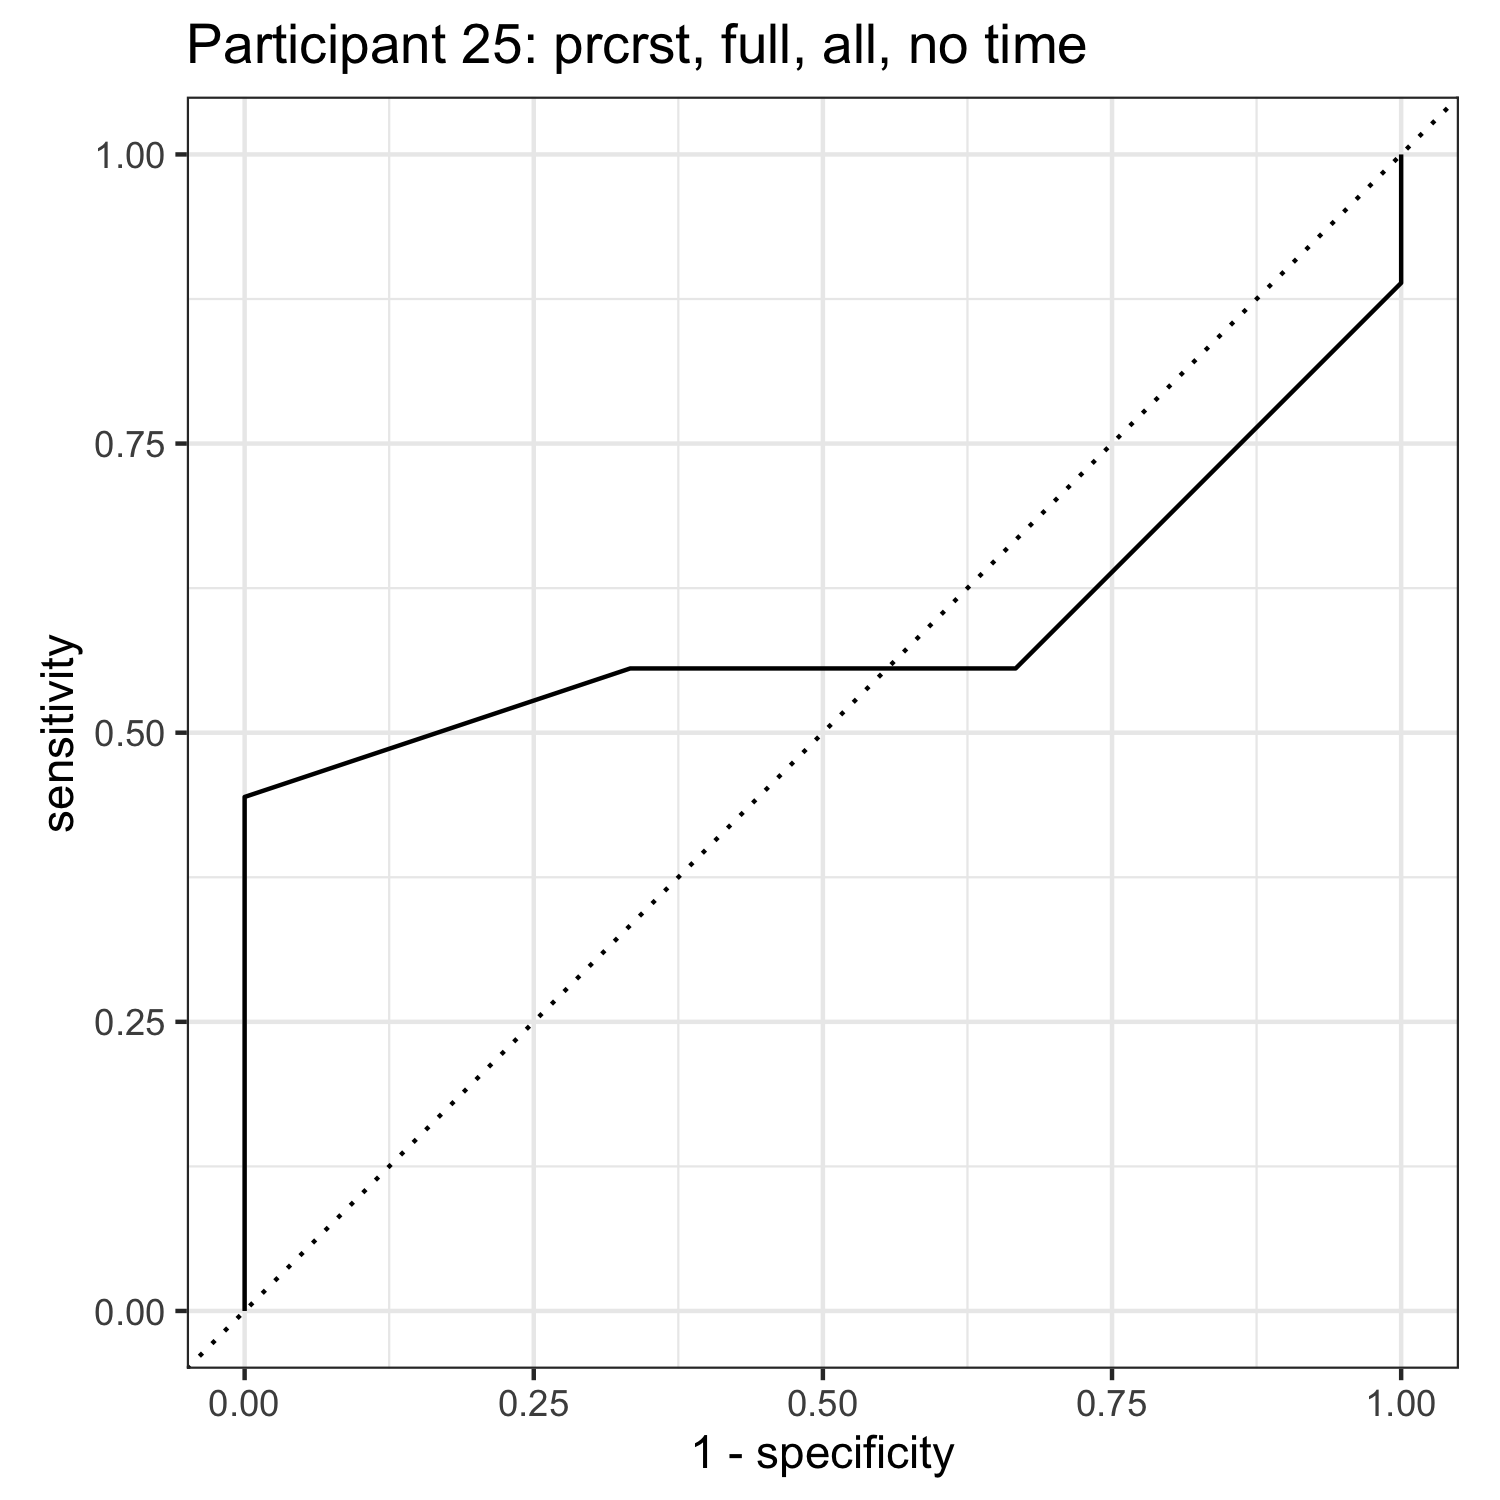 Participant 25: prcrst, full, all, no time
1.00
0.75
0.50
0.25
0.00
sensitivity
0.00 0.25 0.50 0.75 1.00
1 - specificity